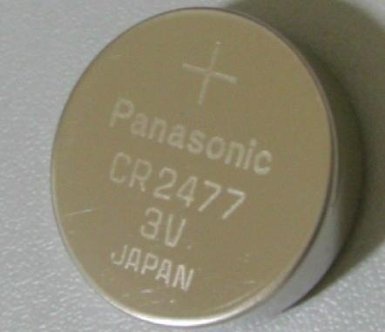 +
Panasonic
CR2477
3V
JAPAN